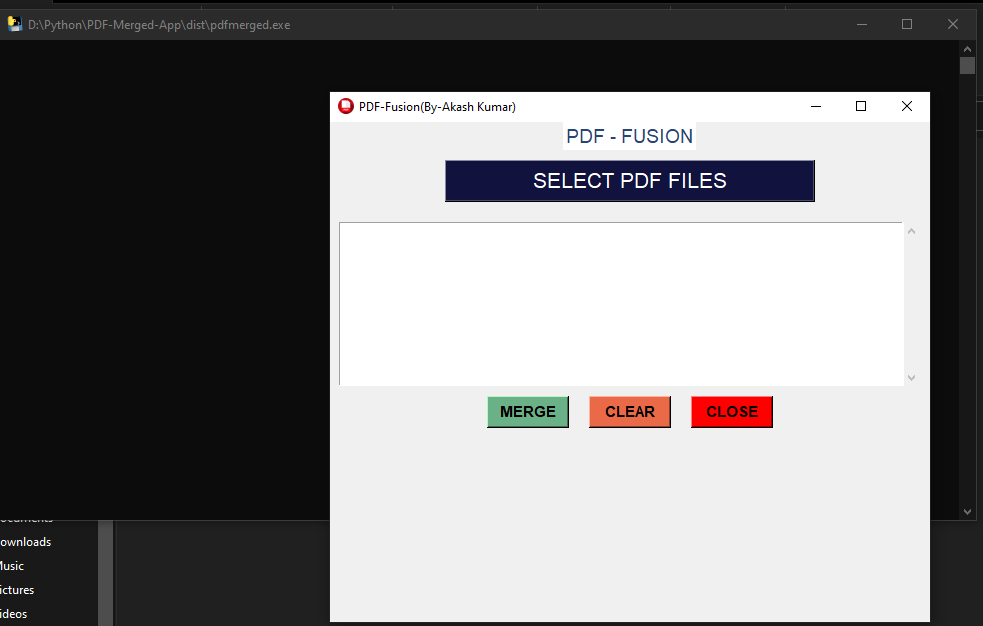 D:\Python\PDF-Merged-App\dist\pdfmerged.exe
PDF-Fusion(By-Akash Kumar)
PDF - FUSION
SELECT PDF FILES
MERGE CLEAR CLOSE
ocuments
ownloads
usic
ictures
ideos